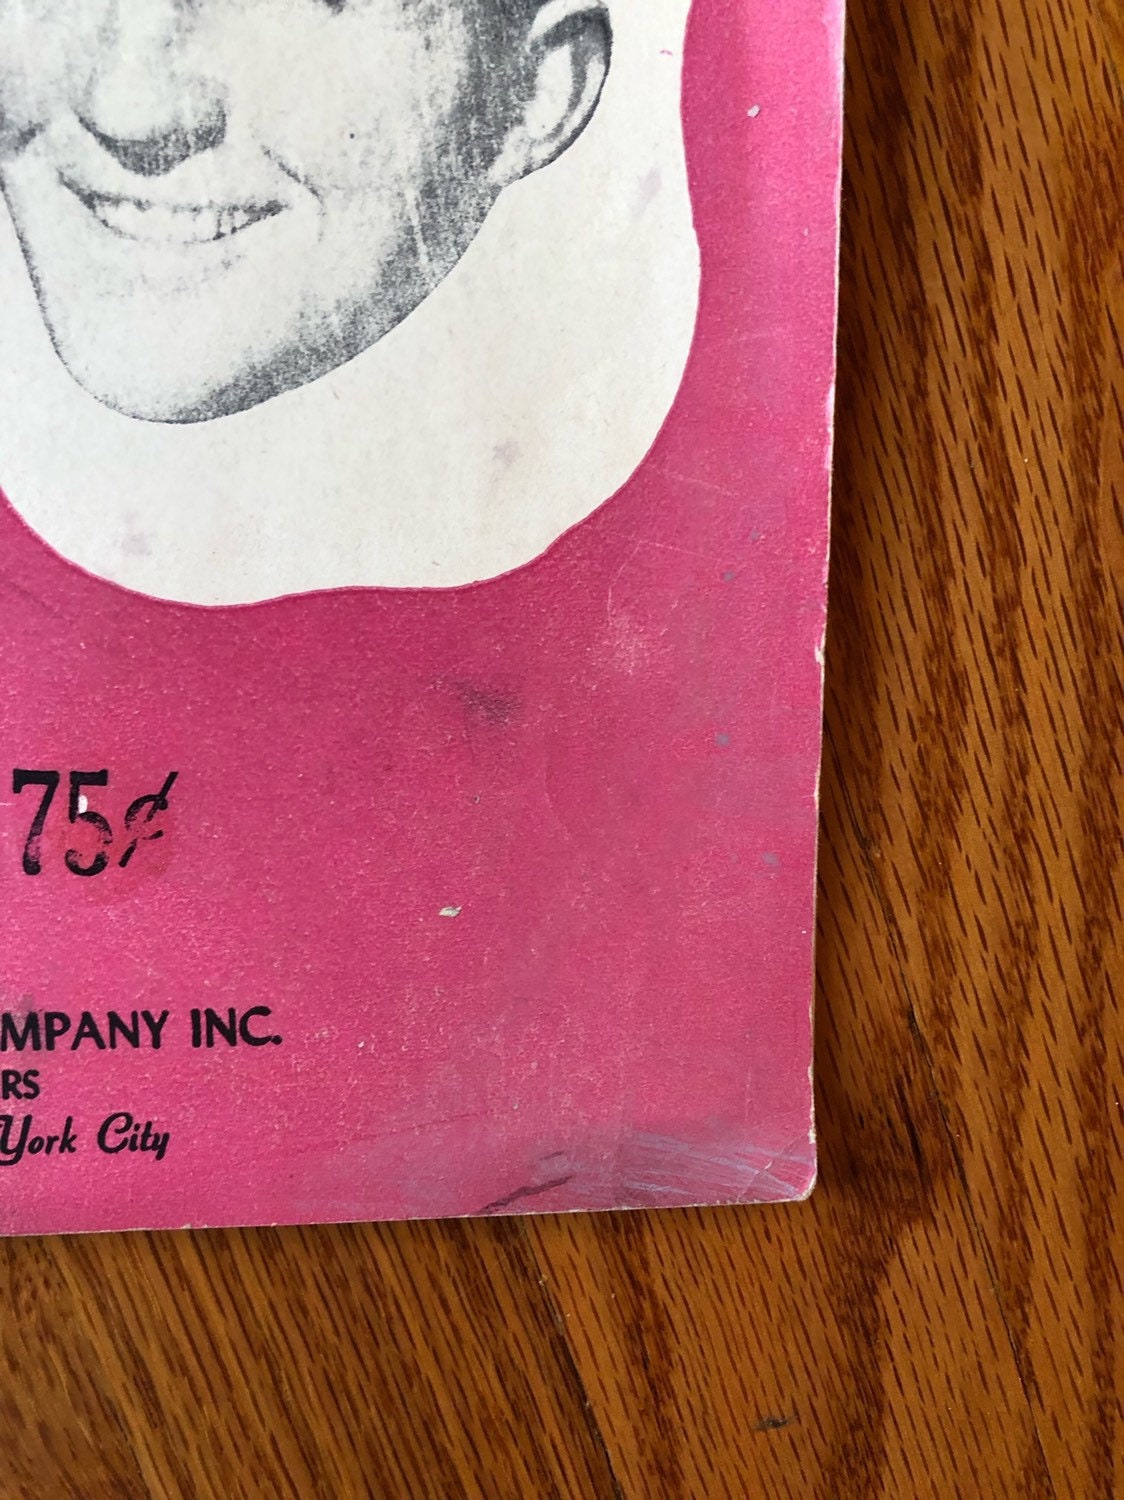 75¢
MPANY INC.
RS
York City